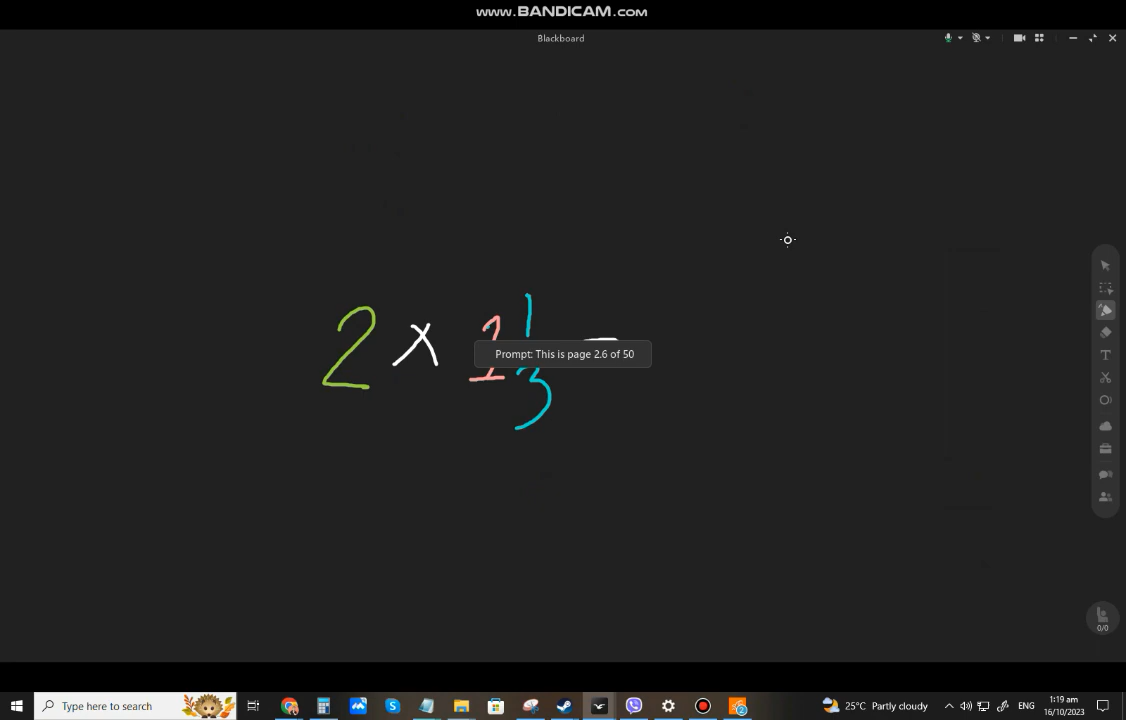 www.BANDICAM.com
Blackboard
2 x 1 1/3
Prompt: This is page 2.6 of 50
T
0/0
Type here to search
25°C Partly cloudy
ENG
1:19 am
16/10/2023